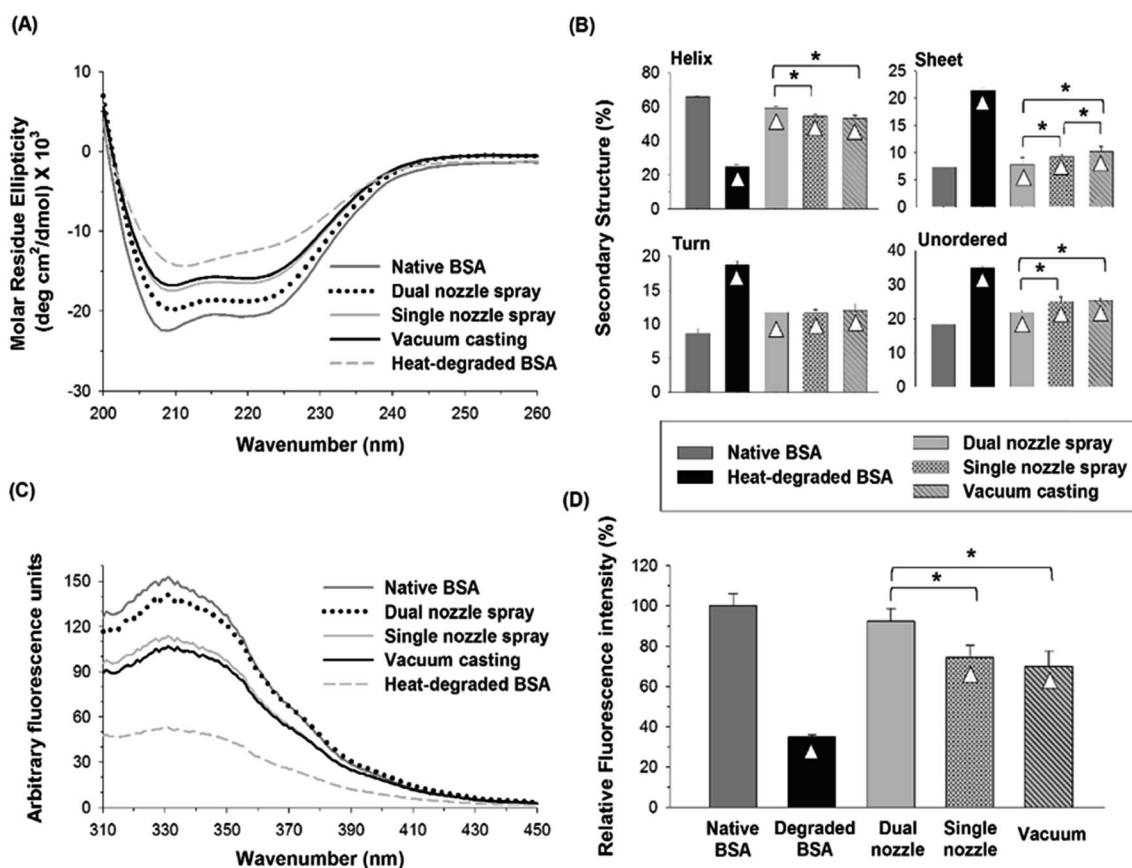 (A)
Molar Residue Ellipticity
(deg cm²/dmol) X 10³
0
-10
-20
-30
200 210 220 230 240 250 260
Wavenumber (nm)
Native BSA
Dual nozzle spray
Single nozzle spray
Vacuum casting
Heat-degraded BSA
(B)
Secondary Structure (%)
Helix
80
60
40
20
0
*
*
Sheet
25
20
15
10
5
0
*
*
*
Turn
20
15
10
5
0
Unordered
40
30
20
10
0
*
*
Native BSA
Heat-degraded BSA
Dual nozzle spray
Single nozzle spray
Vacuum casting
(C)
Arbitrary fluorescence units
150
120
90
60
30
0
310 330 350 370 390 410 430 450
Wavenumber (nm)
Native BSA
Dual nozzle spray
Single nozzle spray
Vacuum casting
Heat-degraded BSA
(D)
Relative Fluorescence intensity (%)
120
100
80
60
40
20
0
*
*
Native
BSA
Degraded
BSA
Dual
nozzle
Single
nozzle
Vacuum